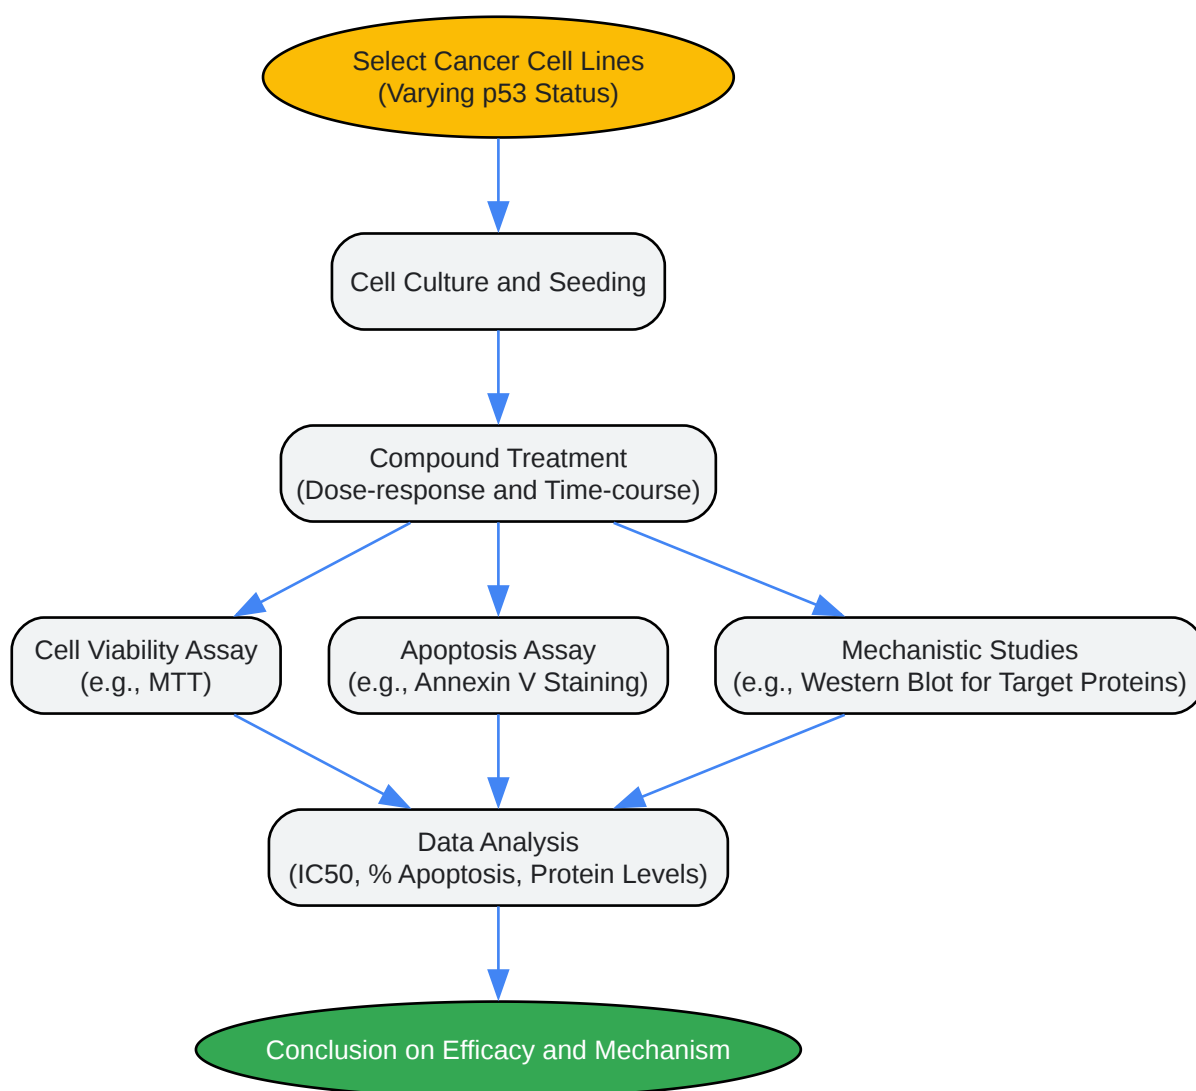 Select Cancer Cell Lines
(Varying p53 Status)
Cell Culture and Seeding
Compound Treatment
(Dose-response and Time-course)
Cell Viability Assay
(e.g., MTT)
Apoptosis Assay
(e.g., Annexin V Staining)
Mechanistic Studies
(e.g., Western Blot for Target Proteins)
Data Analysis
(IC50, % Apoptosis, Protein Levels)
Conclusion on Efficacy and Mechanism